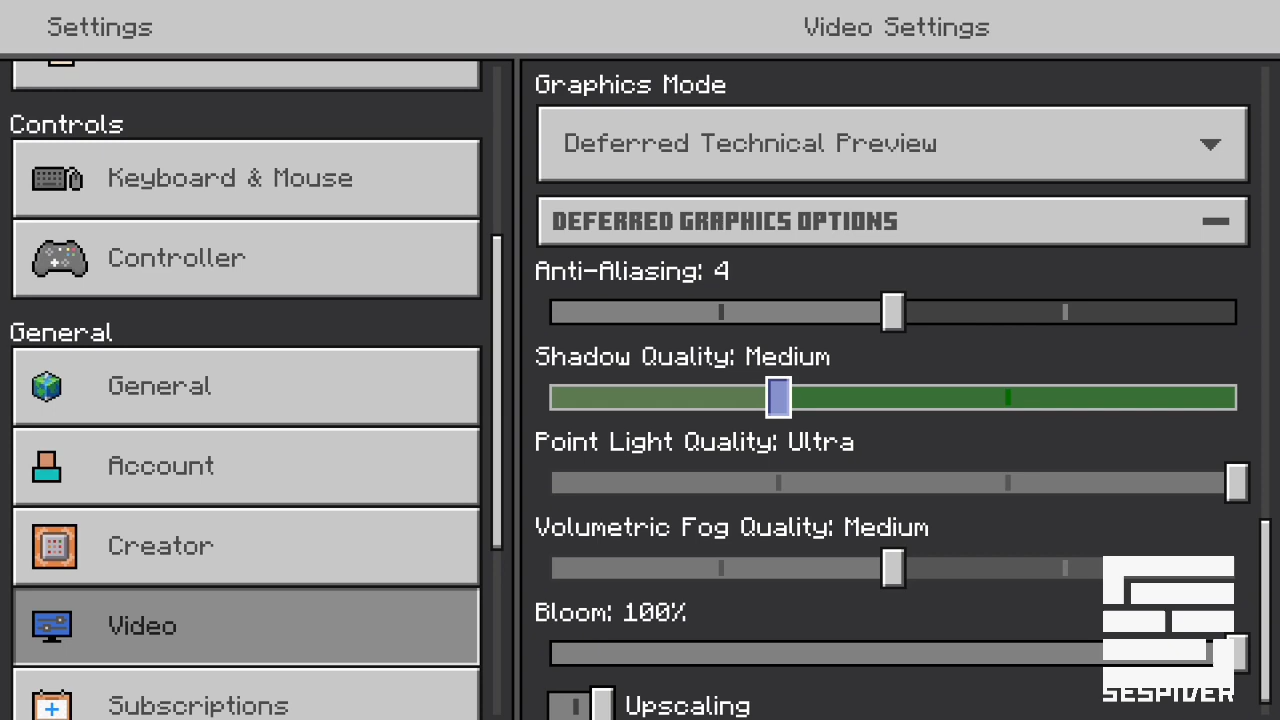 Settings
Video Settings
Controls
Keyboard & Mouse
Controller
General
General
Account
Creator
Video
Subscriptions
Graphics Mode
Deferred Technical Preview
DEFERRED GRAPHICS OPTIONS
Anti-Aliasing: 4
Shadow Quality: Medium
Point Light Quality: Ultra
Volumetric Fog Quality: Medium
Bloom: 100%
Upscaling
SESPIDER